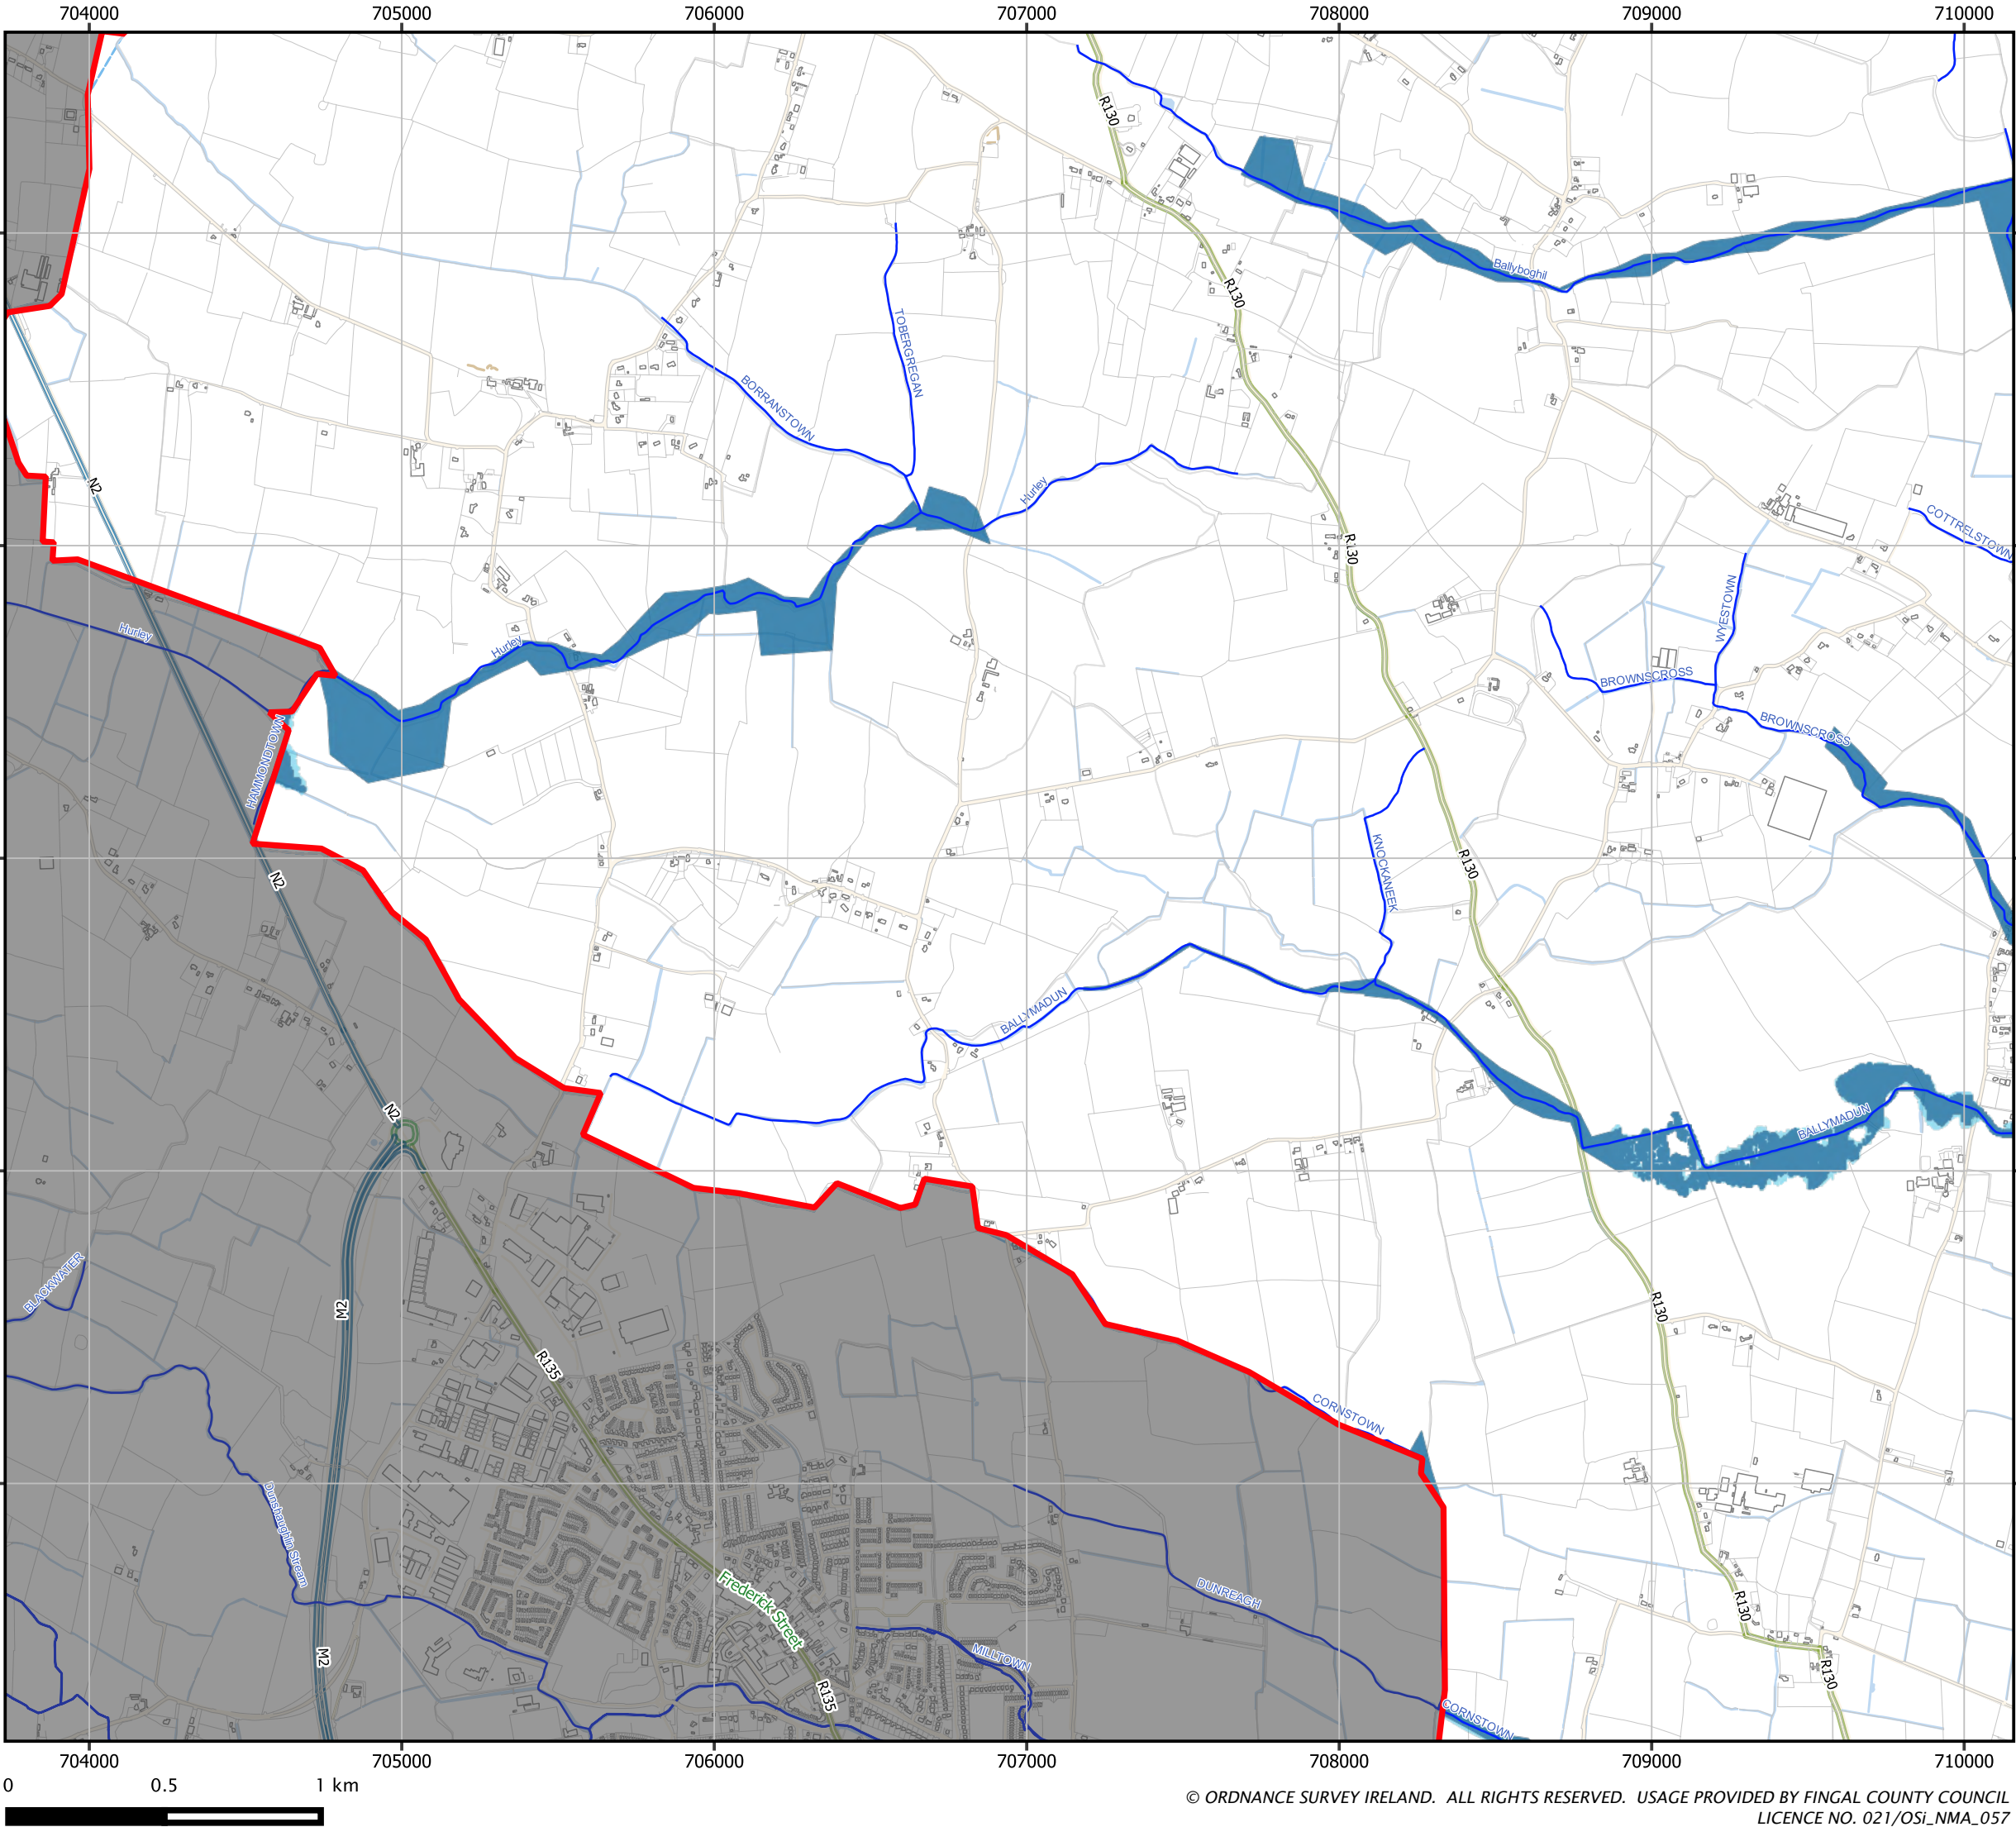 704000 705000 706000 707000 708000 709000 710000
R130
Ballyboghil
R130
TOBERGREGAN
BORRANSTOWN
N2
Hurley
R130
COTTRELSTOWN
WYESTOWN
Hurley
Hurley
BROWNSCROSS
BROWNSCROSS
HAMMONDTOWN
KNOCKANEEK
R130
N2
BALLYMADUN
N2
BALLYMADUN
BLACKWATER
M2
R130
R135
CORNSTOWN
Dunshaughlin Stream
DUNREAGH
Frederick Street
R130
MILLTOWN
M2
R130
R135
CORNSTOWN
704000 705000 706000 707000 708000 709000 710000
0 0.5 1 km
© ORDNANCE SURVEY IRELAND. ALL RIGHTS RESERVED. USAGE PROVIDED BY FINGAL COUNTY COUNCIL
LICENCE NO. 021/OSi_NMA_057